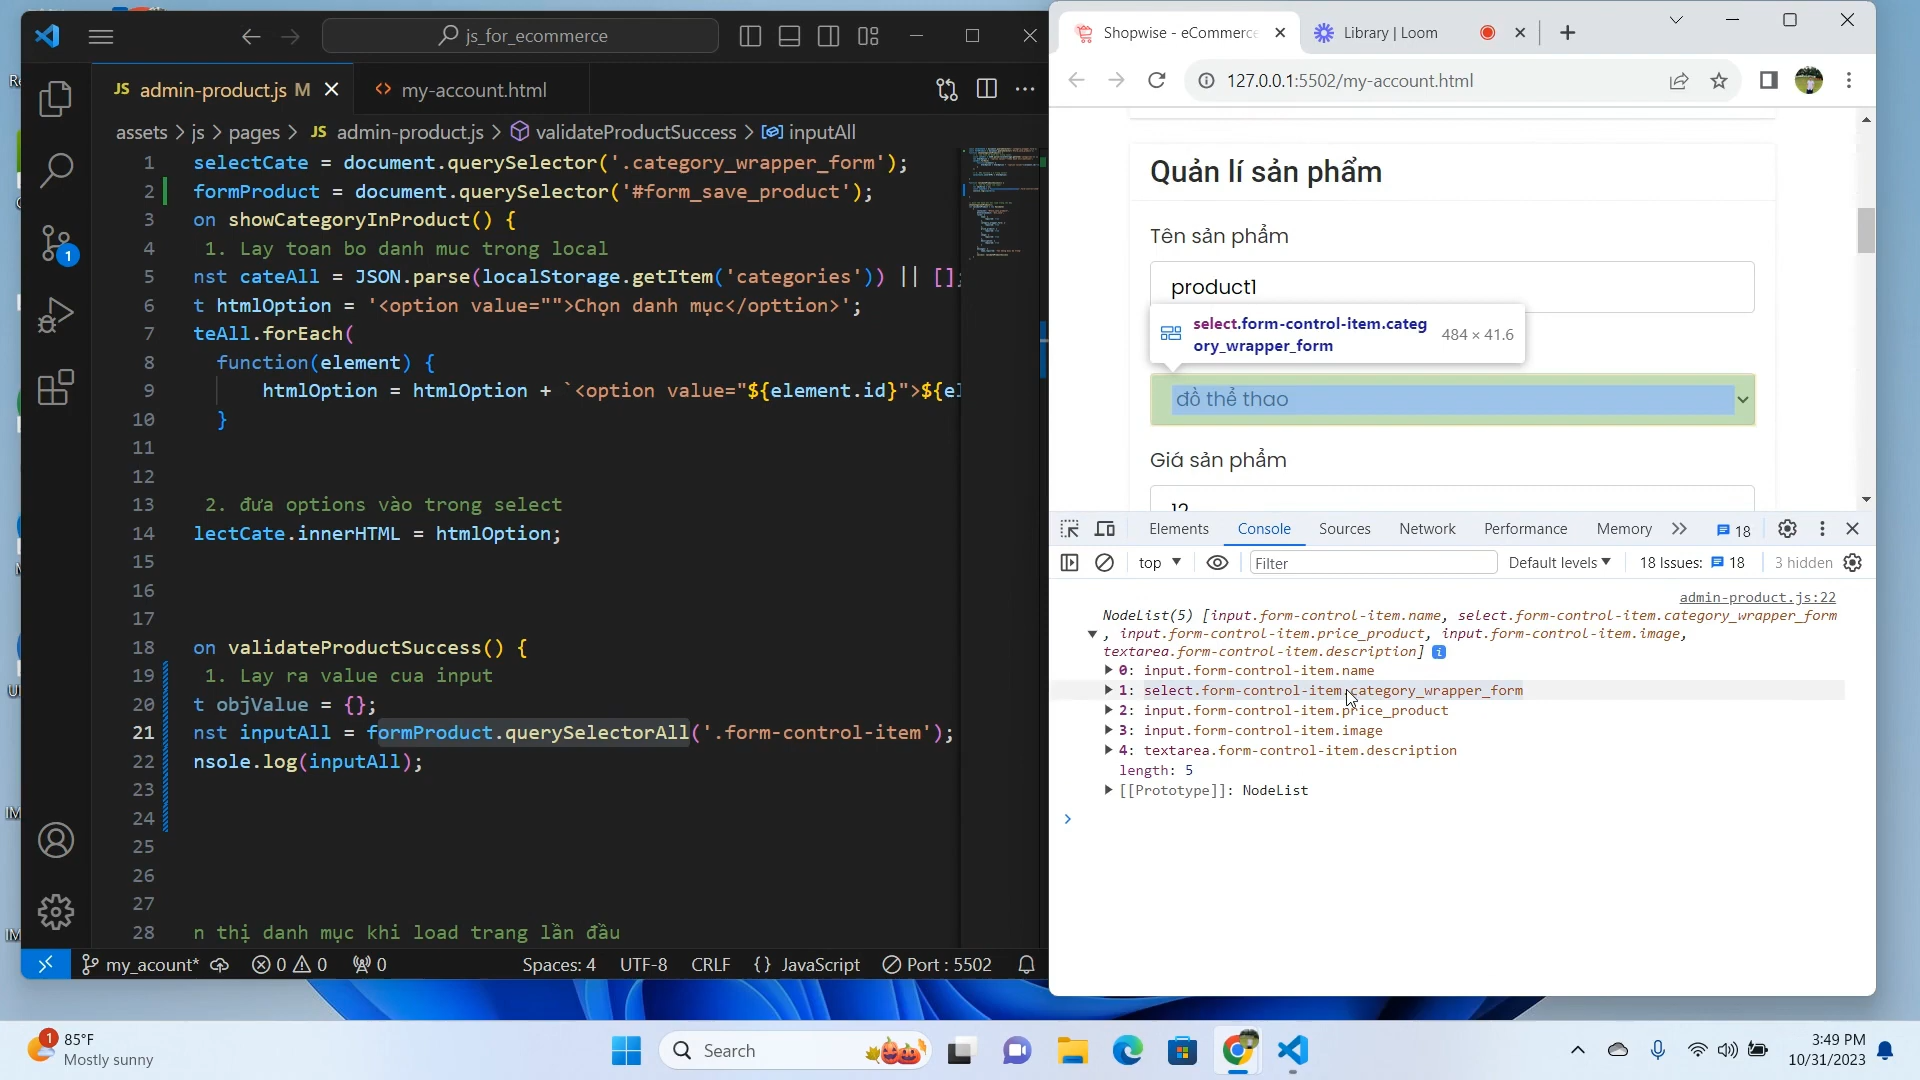 js_for_ecommerce
JS admin-product.js M
<> my-account.html
assets > js > pages > JS admin-product.js > validateProductSuccess > inputAll
1 selectCate = document.querySelector('.category_wrapper_form');
2 formProduct = document.querySelector('#form_save_product');
3 on showCategoryInProduct() {
4 1. Lay toan bo danh muc trong local
5 nst cateAll = JSON.parse(localStorage.getItem('categories')) || [];
6 t htmlOption = '<option value="">Chọn danh mục</opttion>';
7 teAll.forEach(
8 function(element) {
9 htmlOption = htmlOption + `<option value="${element.id}">${el
10 }
11
12
13 2. đưa options vào trong select
14 lectCate.innerHTML = htmlOption;
15
16
17
18 on validateProductSuccess() {
19 1. Lay ra value cua input
20 t objValue = {};
21 nst inputAll = formProduct.querySelectorAll('.form-control-item');
22 nsole.log(inputAll);
23
24
25
26
27
28 n thị danh mục khi load trang lần đầu
1
my_acount* 0 0 0 Spaces: 4 UTF-8 CRLF {} JavaScript Port : 5502
Shopwise - eCommerce
Library | Loom
127.0.0.1:5502/my-account.html
Quản lí sản phẩm
Tên sản phẩm
product1
select.form-control-item.categ
ory_wrapper_form
484 × 41.6
đồ thể thao
Giá sản phẩm
12
Elements Console Sources Network Performance Memory 18
top Filter Default levels 18 Issues: 18 3 hidden
admin-product.js:22
NodeList(5) [input.form-control-item.name, select.form-control-item.category_wrapper_form
, input.form-control-item.price_product, input.form-control-item.image,
textarea.form-control-item.description]
0: input.form-control-item.name
1: select.form-control-item.category_wrapper_form
2: input.form-control-item.price_product
3: input.form-control-item.image
4: textarea.form-control-item.description
length: 5
[[Prototype]]: NodeList
1
85°F
Mostly sunny
Search
3:49 PM
10/31/2023